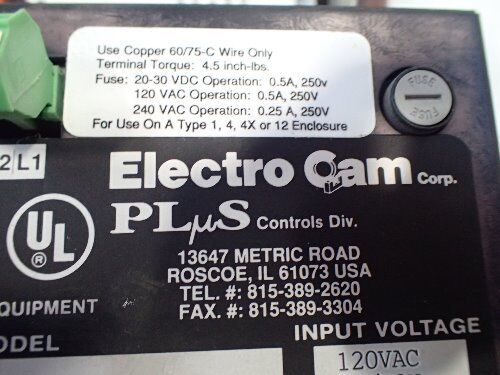 Use Copper 60/75-C Wire Only
Terminal Torque: 4.5 inch-lbs.
Fuse: 20-30 VDC Operation: 0.5A, 250v
120 VAC Operation: 0.5A, 250V
240 VAC Operation: 0.25 A, 250V
For Use On A Type 1, 4, 4X or 12 Enclosure
FUSE
FUSE
2 L1
Electro Cam Corp.
PLμS Controls Div.
UL
®
13647 METRIC ROAD
ROSCOE, IL 61073 USA
TEL. #: 815-389-2620
FAX. #: 815-389-3304
EQUIPMENT
MODEL
INPUT VOLTAGE
120VAC